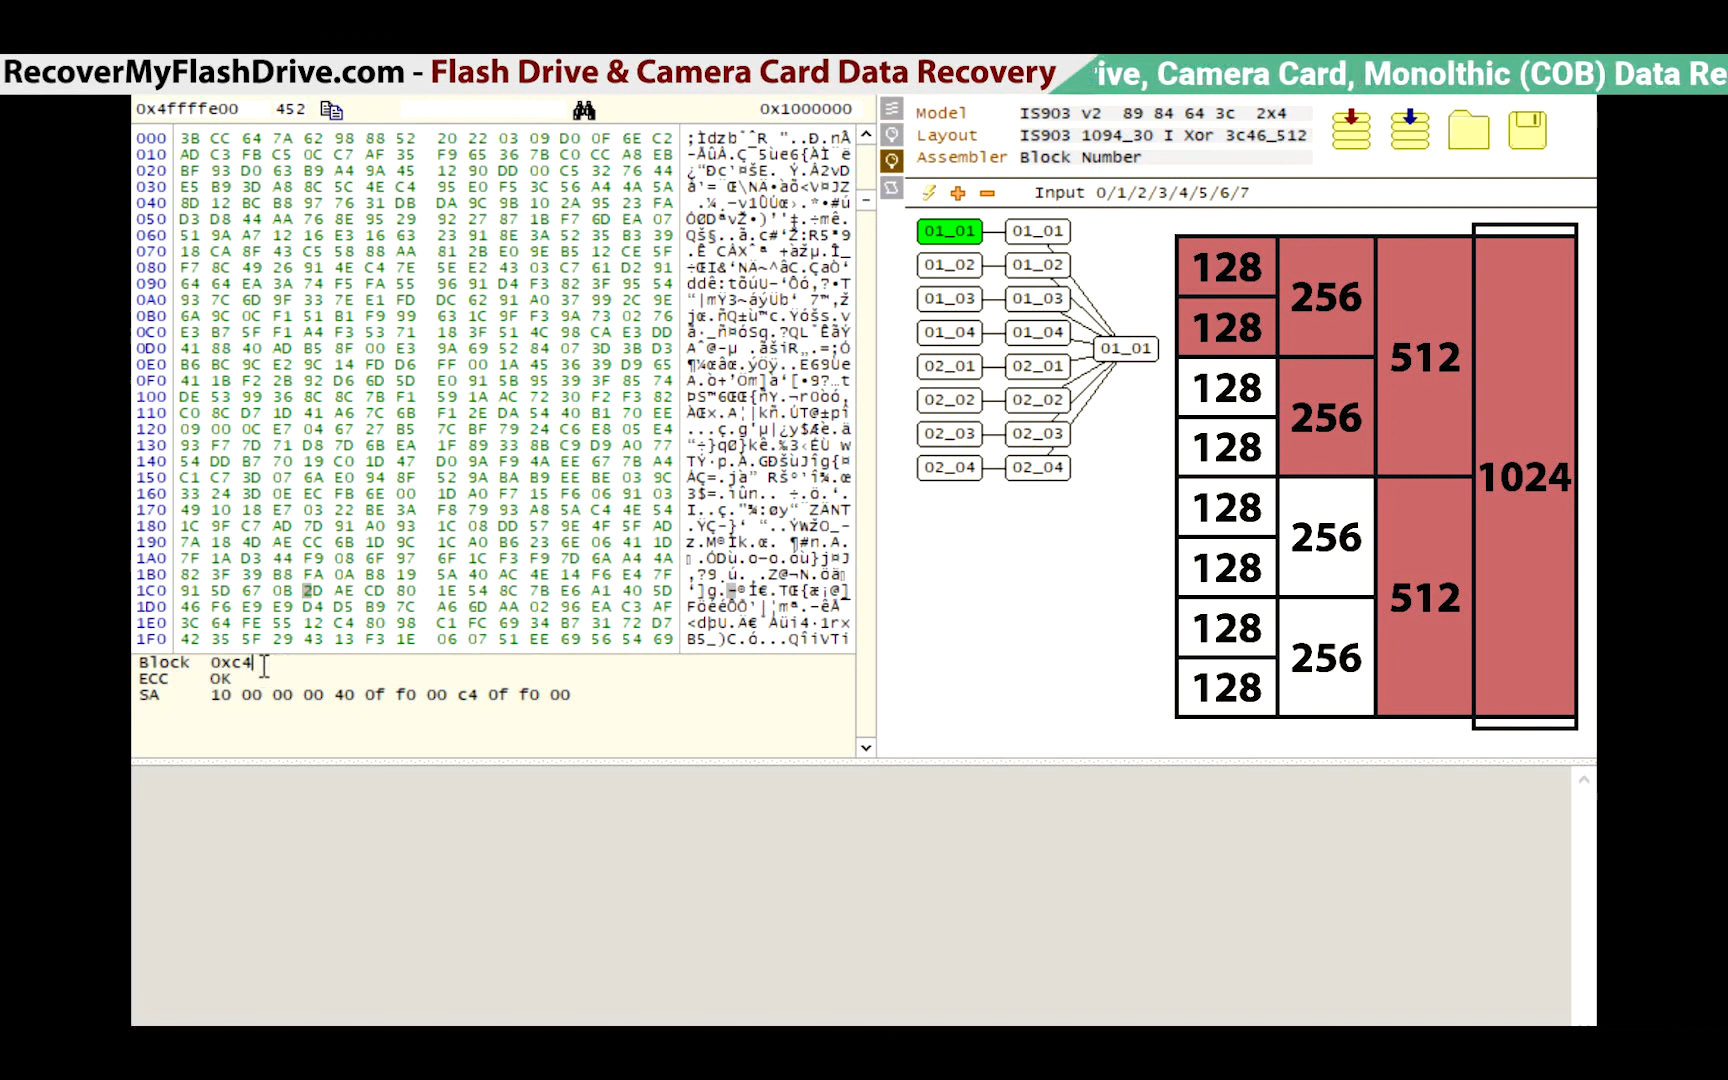 RecoverMyFlashDrive.com - Flash Drive & Camera Card Data Recovery
ive, Camera Card, Monolthic (COB) Data Re
0x4ffffe00 452 0x1000000
000 3B CC 64 7A 62 98 88 52 20 22 03 09 D0 0F 6E C2
010 AD C3 FB C5 0C C7 AF 35 F9 65 36 7B C0 CC A8 EB
020 BF 93 D0 63 B9 A4 9A 45 12 90 DD 00 C5 32 76 44
030 E5 B9 3D A8 8C 5C 4E C4 95 E0 F5 3C 56 A4 4A 5A
040 8D 12 BC B8 97 76 31 DB DA 9C 9B 10 2A 95 23 FA
050 D3 D8 44 AA 76 8E 95 29 92 27 87 1B F7 6D EA 07
060 51 9A A7 12 16 E3 16 63 23 91 8E 3A 52 35 B3 39
070 18 CA 8F 43 C5 58 88 AA 81 2B E0 9E B5 12 CE 5F
080 F7 8C 49 26 91 4E C4 7E 5E E2 43 03 C7 61 D2 91
090 64 64 EA 3A 74 F5 FA 55 96 91 D4 F3 82 3F 95 54
0A0 93 7C 6D 9F 33 7E E1 FD DC 62 91 A0 37 99 2C 9E
0B0 6A 9C 0C F1 51 B1 F9 99 63 1C 9F F3 9A 73 02 76
0C0 E3 B7 5F F1 A4 F3 53 71 18 3F 51 4C 98 CA E3 DD
0D0 41 88 40 AD B5 8F 00 E3 9A 69 52 84 07 3D 3B D3
0E0 B6 BC 9C E2 9C 14 FD D6 FF 00 1A 45 36 39 D9 65
0F0 41 1B F2 2B 92 D6 6D 5D E0 91 5B 95 39 3F 85 74
100 DE 53 99 36 8C 8C 7B F1 59 1A AC 72 30 F2 F3 82
110 C0 8C D7 1D 41 A6 7C 6B F1 2E DA 54 40 B1 70 EE
120 09 00 0C E7 04 67 27 B5 7C BF 79 24 C6 E8 05 E4
130 93 F7 7D 71 D8 7D 6B EA 1F 89 33 8B C9 D9 A0 77
140 54 DD B7 70 19 C0 1D 47 D0 9A F9 4A EE 67 7B A4
150 C1 C7 3D 07 6A E0 94 8F 52 9A BA B9 EE BE 03 9C
160 33 24 3D 0E EC FB 6E 00 1D A0 F7 15 F6 06 91 03
170 49 10 18 E7 03 22 BE 3A F8 79 93 A8 5A C4 4E 54
180 1C 9F C7 AD 7D 91 A0 93 1C 08 DD 57 9E 4F 5F AD
190 7A 18 4D AE CC 6B 1D 9C 1C A0 B6 23 6E 06 41 1D
1A0 7F 1A D3 44 F9 08 6F 97 6F 1C F3 F9 7D 6A A4 4A
1B0 82 3F 39 B8 FA 0A B8 19 5A 40 AC 4E 14 F6 E4 7F
1C0 91 5D 67 0B 2D AE CD 80 1E 54 8C 7B E6 A1 40 5D
1D0 46 F6 E9 E9 D4 D5 B9 7C A6 6D AA 02 96 EA C3 AF
1E0 3C 64 FE 55 12 C4 80 98 C1 FC 69 34 B7 31 72 D7
1F0 42 35 5F 29 43 13 F3 1E 06 07 51 EE 69 56 54 69
Block 0xc4
ECC OK
SA 10 00 00 00 40 0f f0 00 c4 0f f0 00
Model IS903 v2 89 84 64 3c 2x4
Layout IS903 1094_30 I Xor 3c46_512
Assembler Block Number
Input 0/1/2/3/4/5/6/7
01_01 01_01
01_02 01_02
01_03 01_03
01_04 01_04
01_01
02_01 02_01
02_02 02_02
02_03 02_03
02_04 02_04
128
128
128
128
128
128
128
128
256
256
256
256
512
512
1024